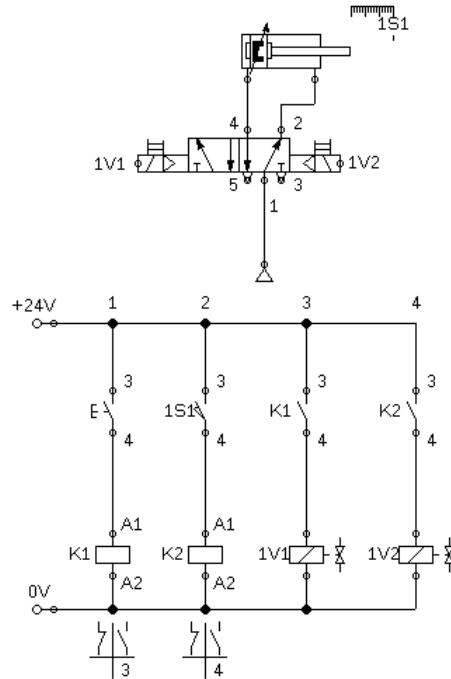 1S1
4 2
1V1 1V2
5 3
1
1 2 3 4
+24V
3 3 3 3
E 1S1 K1 K2
4 4 4 4
A1 A1
K1 K2 1V1 1V2
A2 A2
0V
3 4